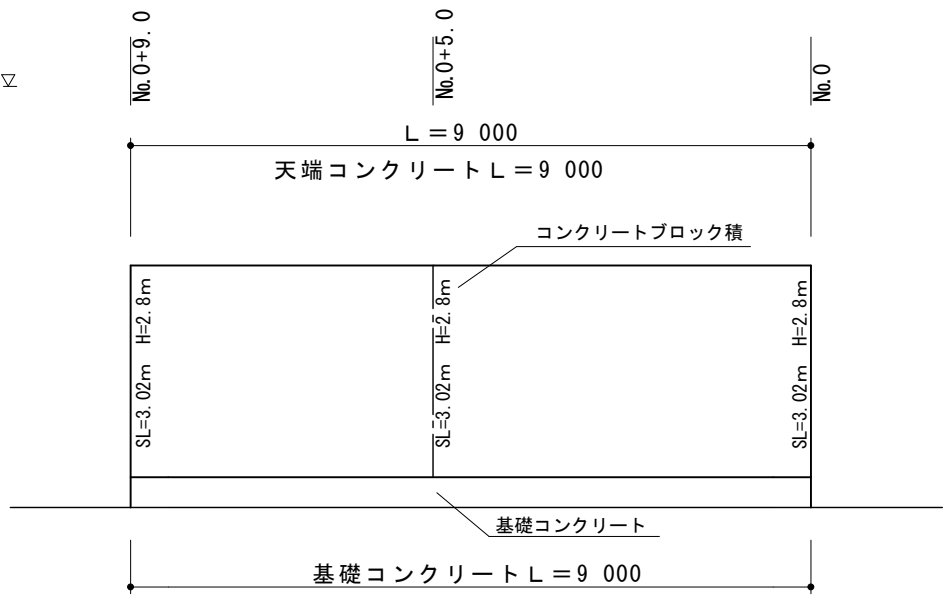 No.0+9.0
No.0+5.0
No.0
L=9 000
天端コンクリートL=9 000
コンクリートブロック積
SL=3.02m H=2.8m
SL=3.02m H=2.8m
SL=3.02m H=2.8m
基礎コンクリート
基礎コンクリートL=9 000